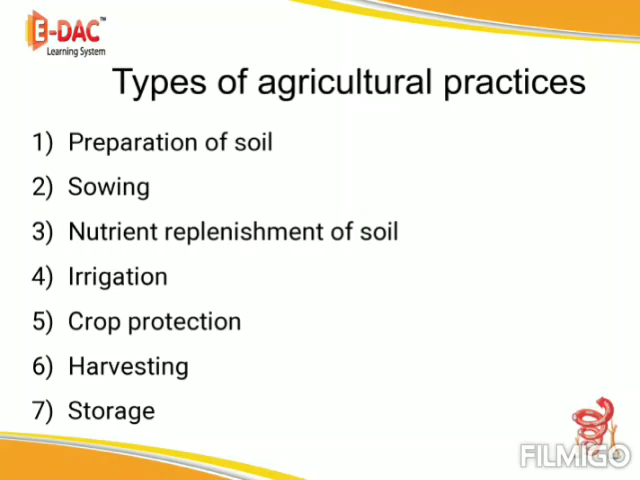 E-DAC™
Learning System
Types of agricultural practices
1) Preparation of soil
2) Sowing
3) Nutrient replenishment of soil
4) Irrigation
5) Crop protection
6) Harvesting
7) Storage
FILMIGO